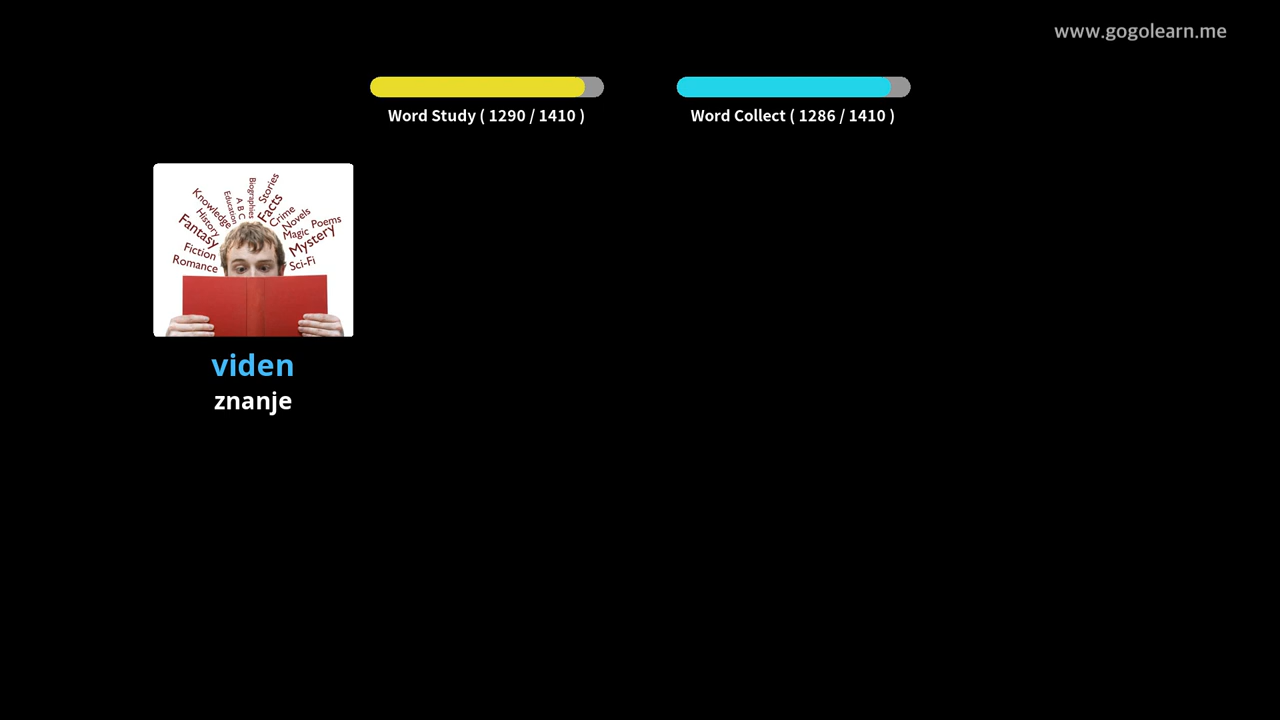 www.gogolearn.me
Word Study ( 1290 / 1410 )
Word Collect ( 1286 / 1410 )
Knowledge
History
Fantasy
Fiction
Romance
Education
A B C
Biographies
Stories
Facts
Crime
Novels
Magic
Poems
Mystery
Sci-Fi
viden
znanje